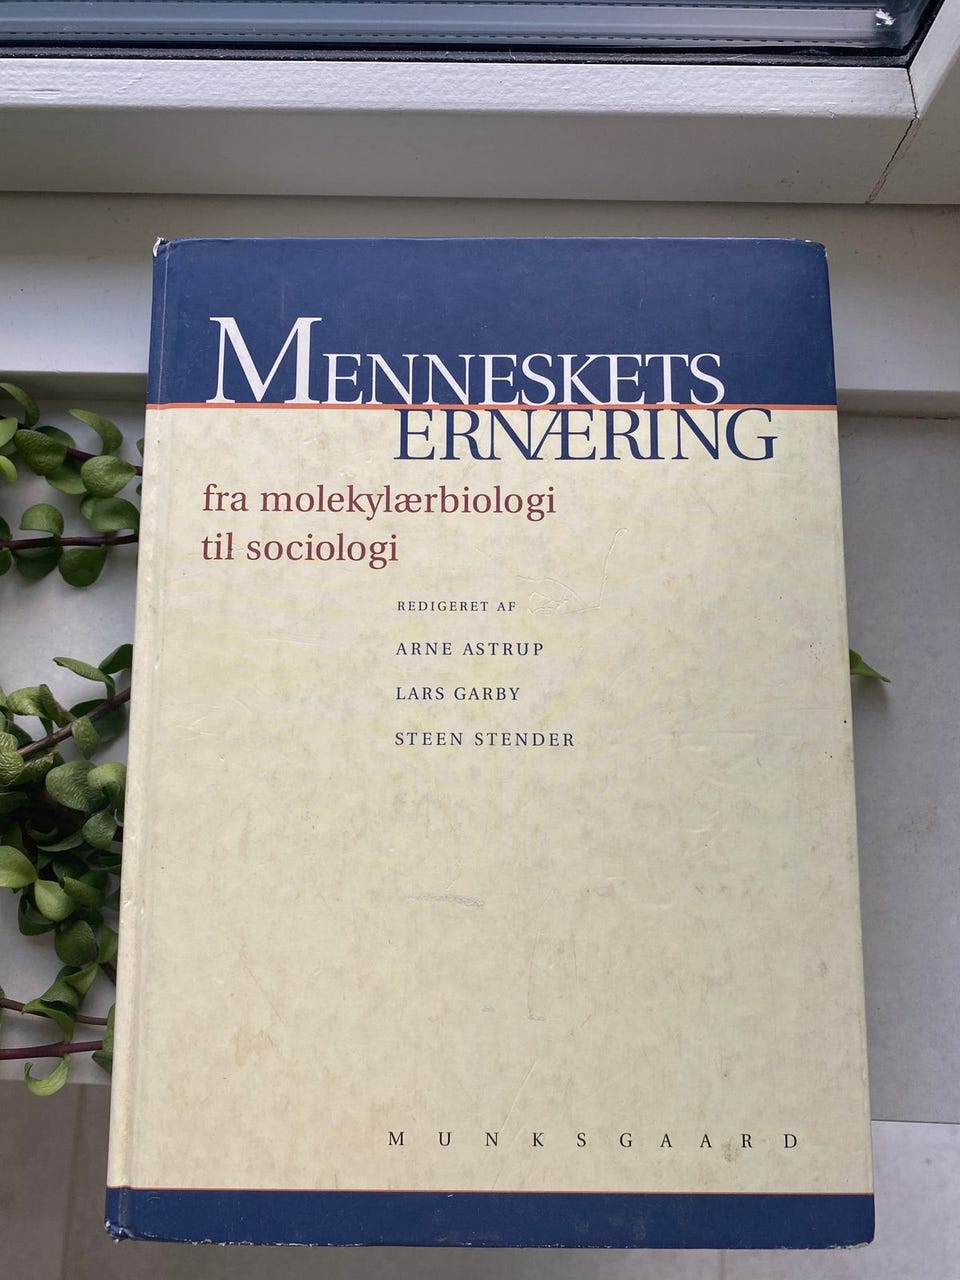 MENNESKETS
ERNÆRING
fra molekylærbiologi
til sociologi
REDIGERET AF
ARNE ASTRUP
LARS GARBY
STEEN STENDER
MUNKSGAARD